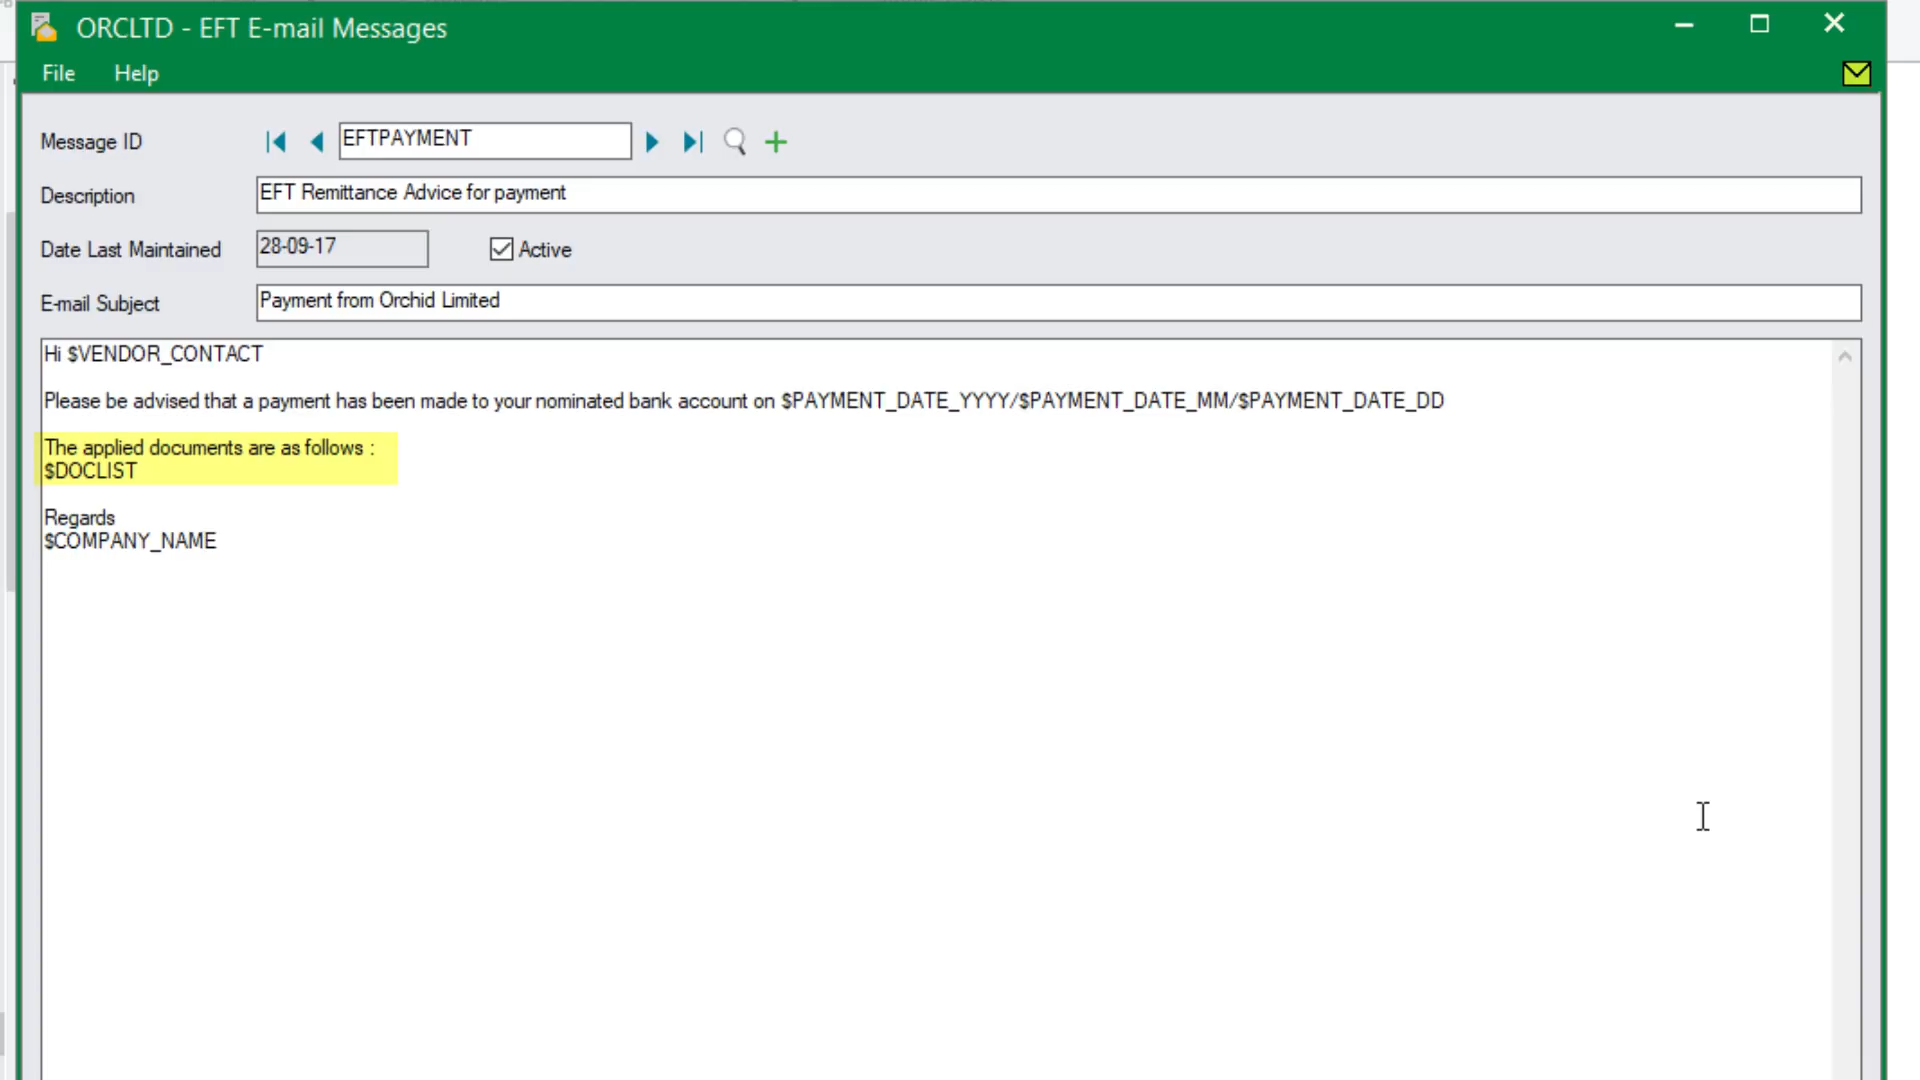 ORCLTD - EFT E-mail Messages
File Help
Message ID EFTPAYMENT
Description EFT Remittance Advice for payment
Date Last Maintained 28-09-17 Active
E-mail Subject Payment from Orchid Limited
Hi $VENDOR_CONTACT
Please be advised that a payment has been made to your nominated bank account on $PAYMENT_DATE_YYYY/$PAYMENT_DATE_MM/$PAYMENT_DATE_DD
The applied documents are as follows :
$DOCLIST
Regards
$COMPANY_NAME